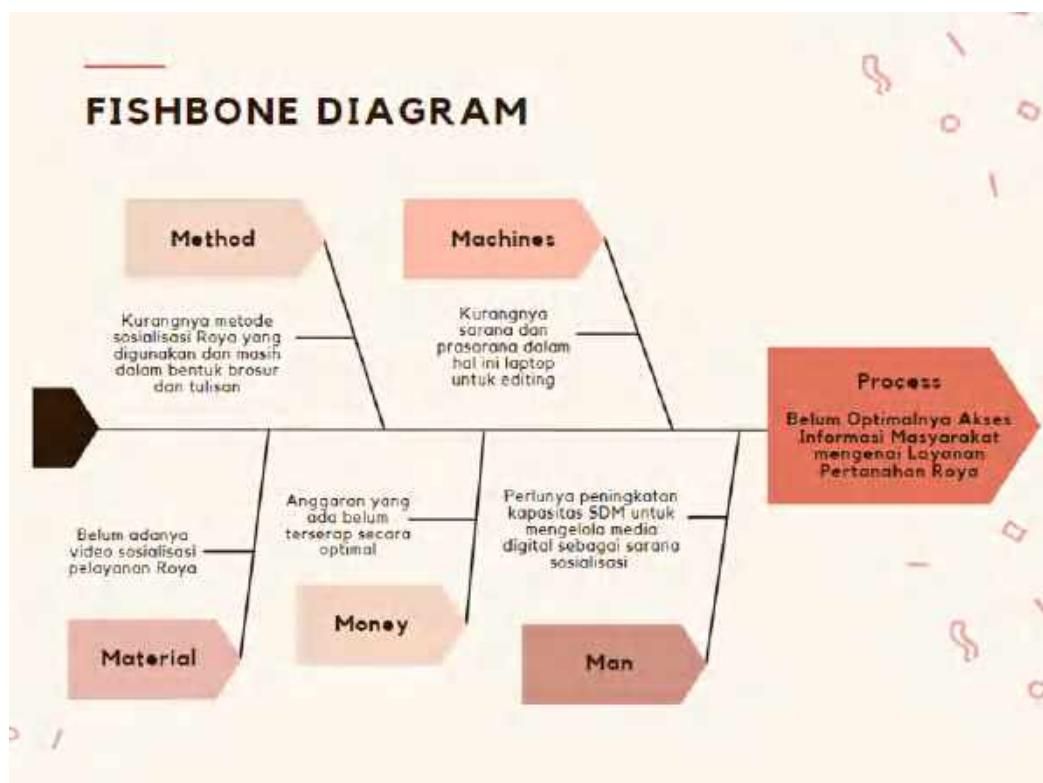 FISHBONE DIAGRAM
Method
Kurangnya metode
sosialisasi Roya yang
digunakan dan masih
dalam bentuk brosur
dan tulisan
Machines
Kurangnya
sarana dan
prasarana dalam
hal ini laptop
untuk editing
Process
Belum Optimalnya Akses
Informasi Masyarakat
mengenai Layanan
Pertanahan Roya
Belum adanya
video sosialisasi
pelayanan Roya
Material
Anggaran yang
ada belum
terserap secara
optimal
Money
Perlunya peningkatan
kapasitas SDM untuk
mengelola media
digital sebagai sarana
sosialisasi
Man